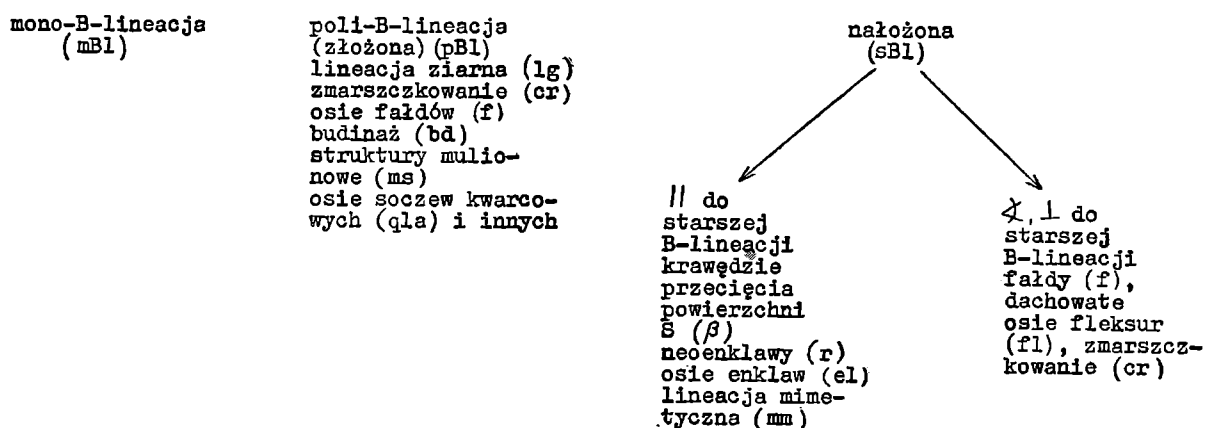 mono-B-lineacja
(mBl)
poli-B-lineacja
(złożona) (pBl)
lineacja ziarna (lg)
zmarszczkowanie (cr)
osie fałdów (f)
budinaż (bd)
struktury mulio-
nowe (ms)
osie soczew kwarco-
wych (qla) i innych
nałożona
(sBl)
|| do
starszej
B-lineacji
krawędzie
przecięcia
powierzchni
S (β)
neoenklawy (r)
osie enklaw (el)
lineacja mime-
tyczna (mm)
∢, ⊥ do
starszej
B-lineacji
fałdy (f),
dachowate
osie fleksur
(fl), zmarszcz-
kowanie (cr)